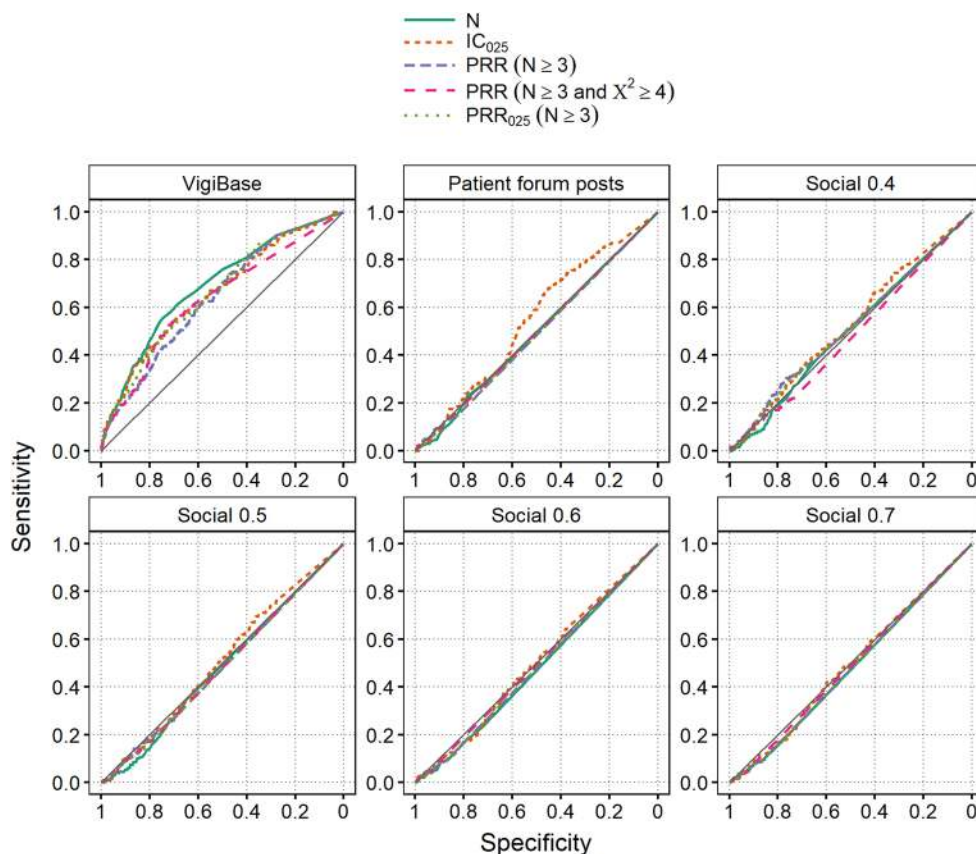 N
IC₀₂₅
PRR (N ≥ 3)
PRR (N ≥ 3 and X² ≥ 4)
PRR₀₂₅ (N ≥ 3)
VigiBase Patient forum posts Social 0.4
1.0 1.0 1.0
0.8 0.8 0.8
0.6 0.6 0.6
0.4 0.4 0.4
0.2 0.2 0.2
0.0 0.0 0.0
1 0.8 0.6 0.4 0.2 0 1 0.8 0.6 0.4 0.2 0 1 0.8 0.6 0.4 0.2 0
Sensitivity
Social 0.5 Social 0.6 Social 0.7
1.0 1.0 1.0
0.8 0.8 0.8
0.6 0.6 0.6
0.4 0.4 0.4
0.2 0.2 0.2
0.0 0.0 0.0
1 0.8 0.6 0.4 0.2 0 1 0.8 0.6 0.4 0.2 0 1 0.8 0.6 0.4 0.2 0
Specificity